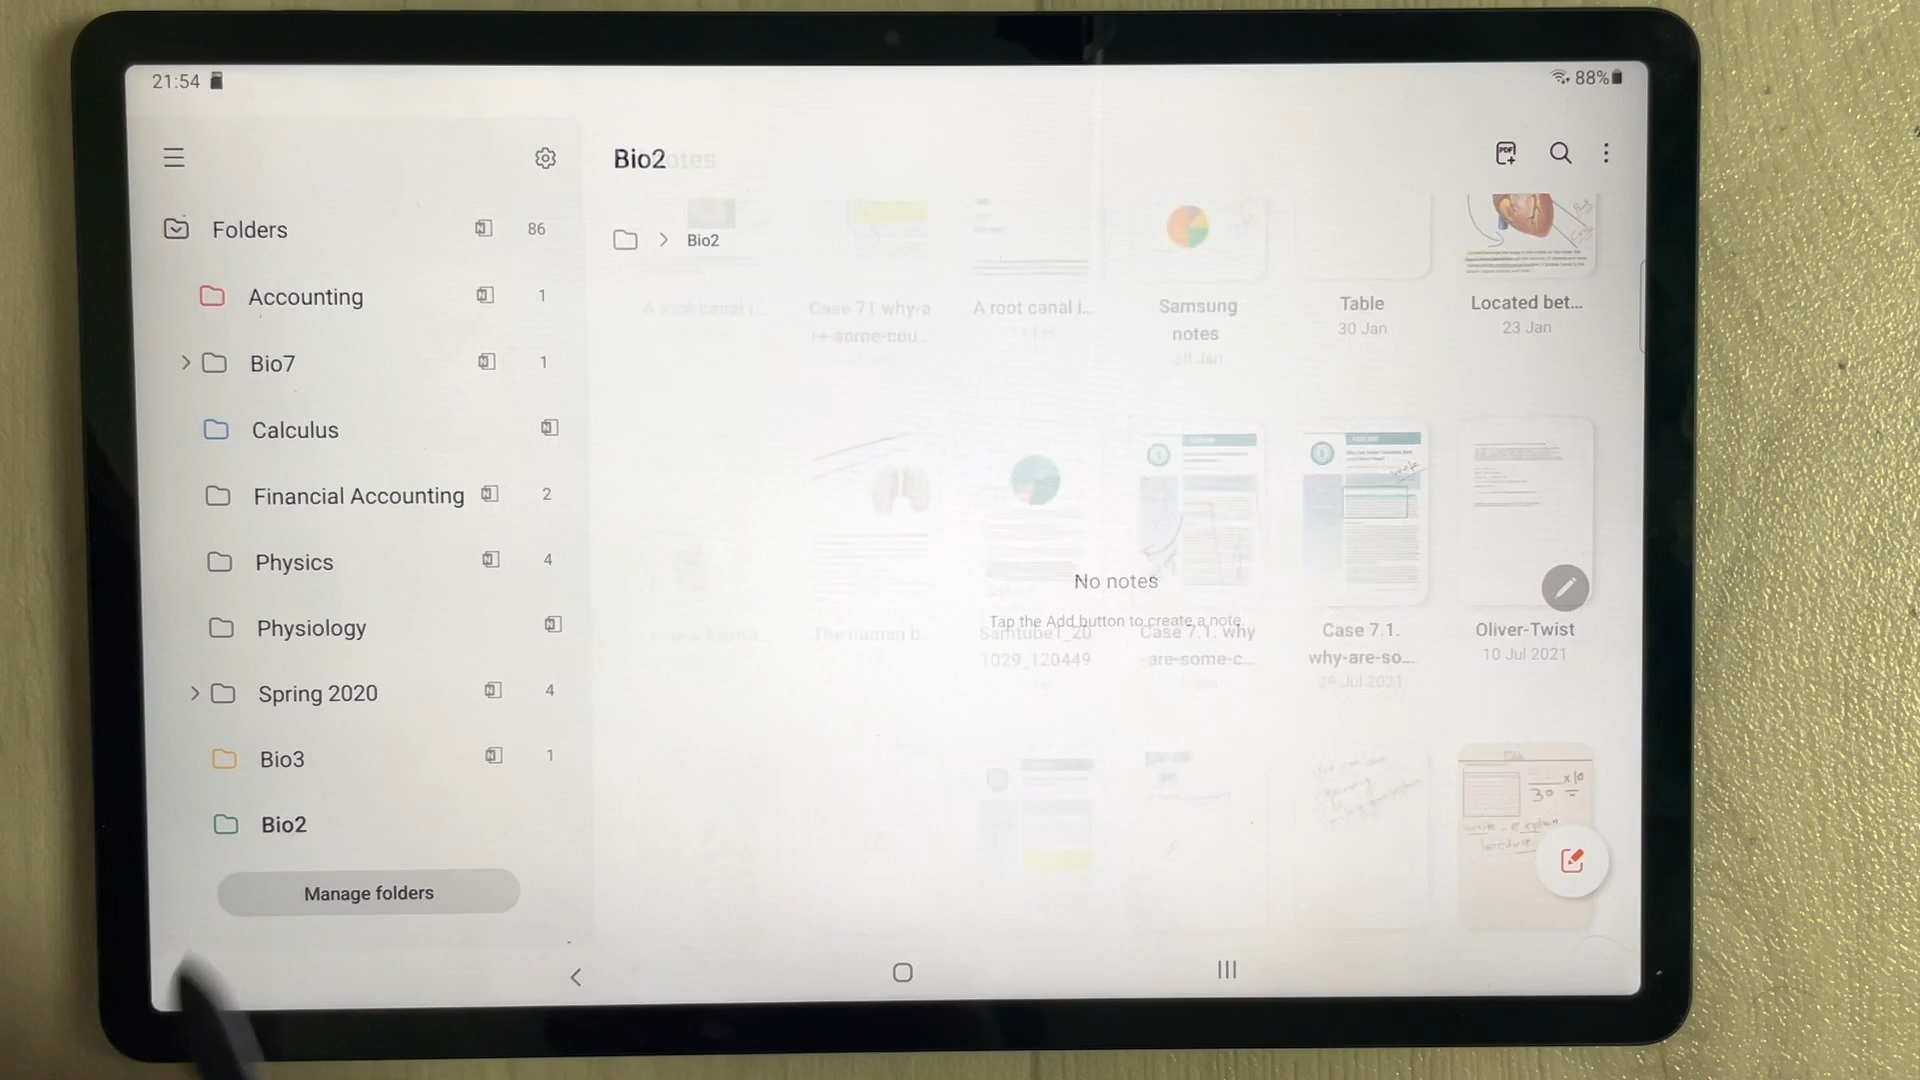 21:54
88%
Bio2
Folders 86
Bio2
Accounting 1
Bio7 1
Calculus
Financial Accounting 2
Physics 4
Physiology
Spring 2020 4
Bio3 1
Bio2
Manage folders
PDF
A root canal i...
Case 71 why-a
re-some-cou...
A root canal i...
Samsung
notes
Table
30 Jan
Located bet...
23 Jan
No notes
Tap the Add button to create a note.
The human b...
Samtube1_20
1029_120449
Case 7.1. why
-are-some-c...
Case 7.1.
why-are-so...
29 Jul 2021
Oliver-Twist
10 Jul 2021